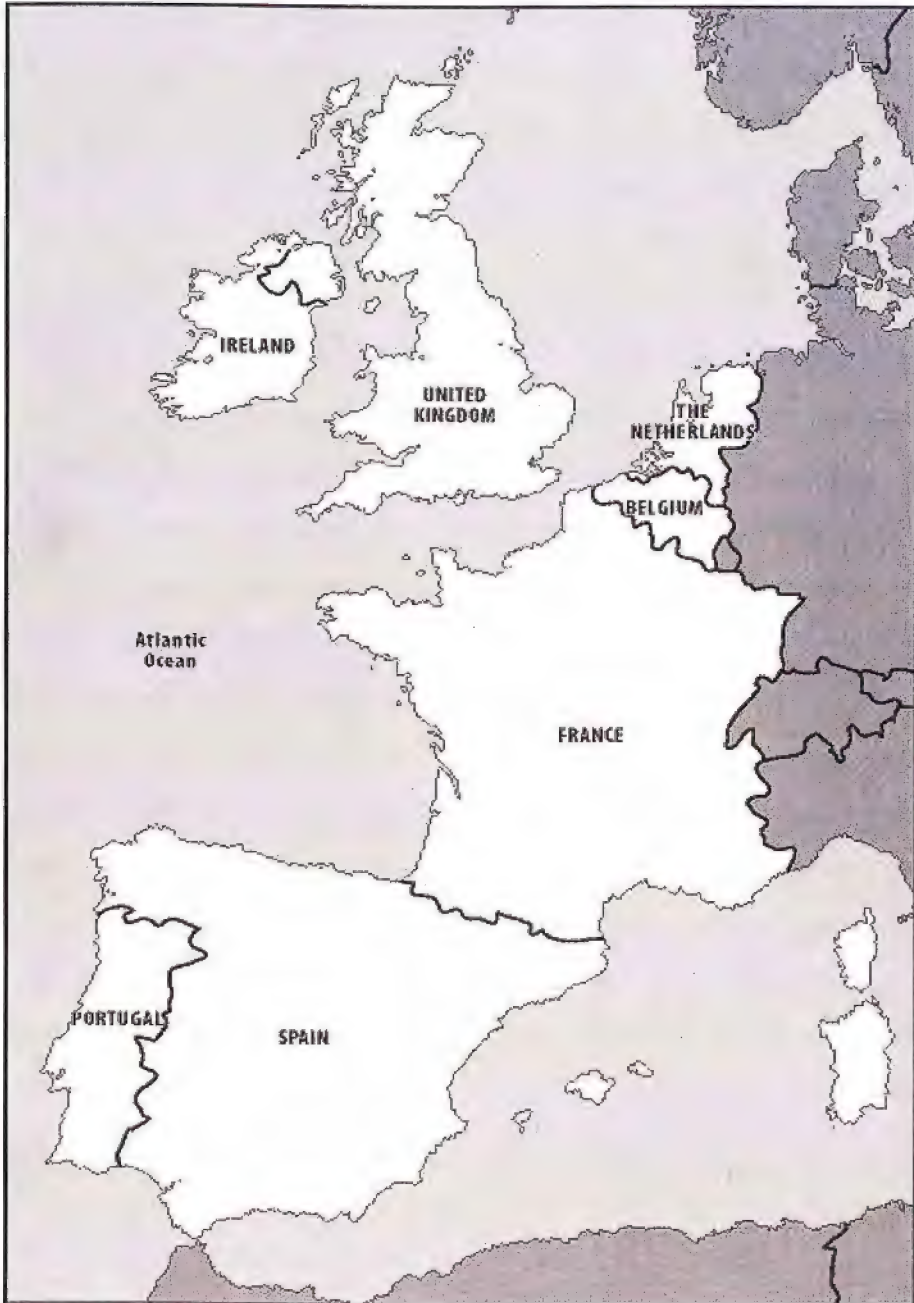 IRELAND
UNITED
KINGDOM
THE
NETHERLANDS
BELGIUM
Atlantic
Ocean
FRANCE
PORTUGAL
SPAIN